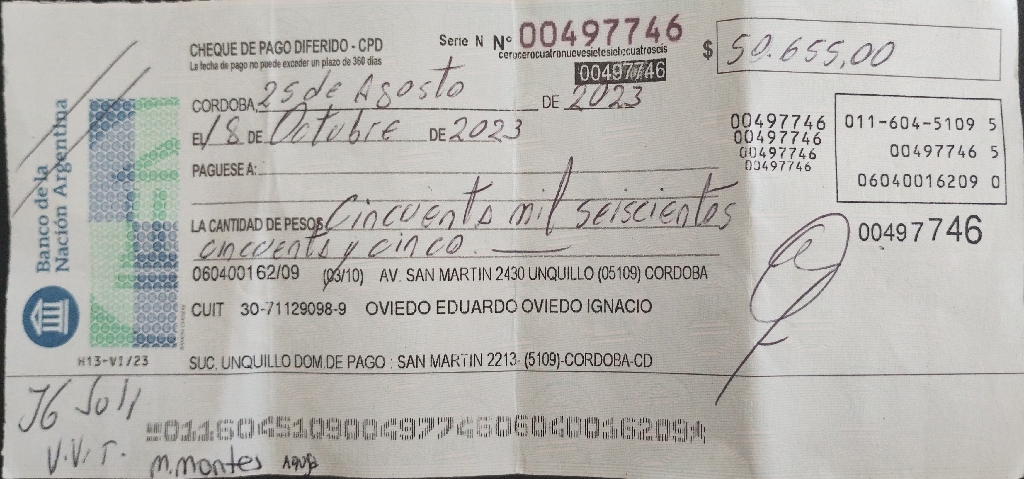 CHEQUE DE PAGO DIFERIDO - CPD
La fecha de pago no puede exceder un plazo de 360 días
Serie N Nº 00497746
cerocerocuatronuevesietesietecuatroseis
00497746
$ 50.655,00
CORDOBA, 25 de Agosto DE 2023
EL 18 DE Octubre DE 2023
PAGUESE A:
LA CANTIDAD DE PESOS Cincuenta mil seiscientos
cincuenta y cinco.
060400162/09 (03/10) AV. SAN MARTIN 2430 UNQUILLO (05109) CORDOBA
CUIT 30-71129098-9 OVIEDO EDUARDO OVIEDO IGNACIO
SUC. UNQUILLO DOM.DE PAGO : SAN MARTIN 2213- (5109)-CORDOBA-CD
00497746
00497746
00497746
00497746
011-604-5109 5
00497746 5
06040016209 0
00497746
Banco de la
Nación Argentina
H13-VI/23
V.V.T.
M.Montes